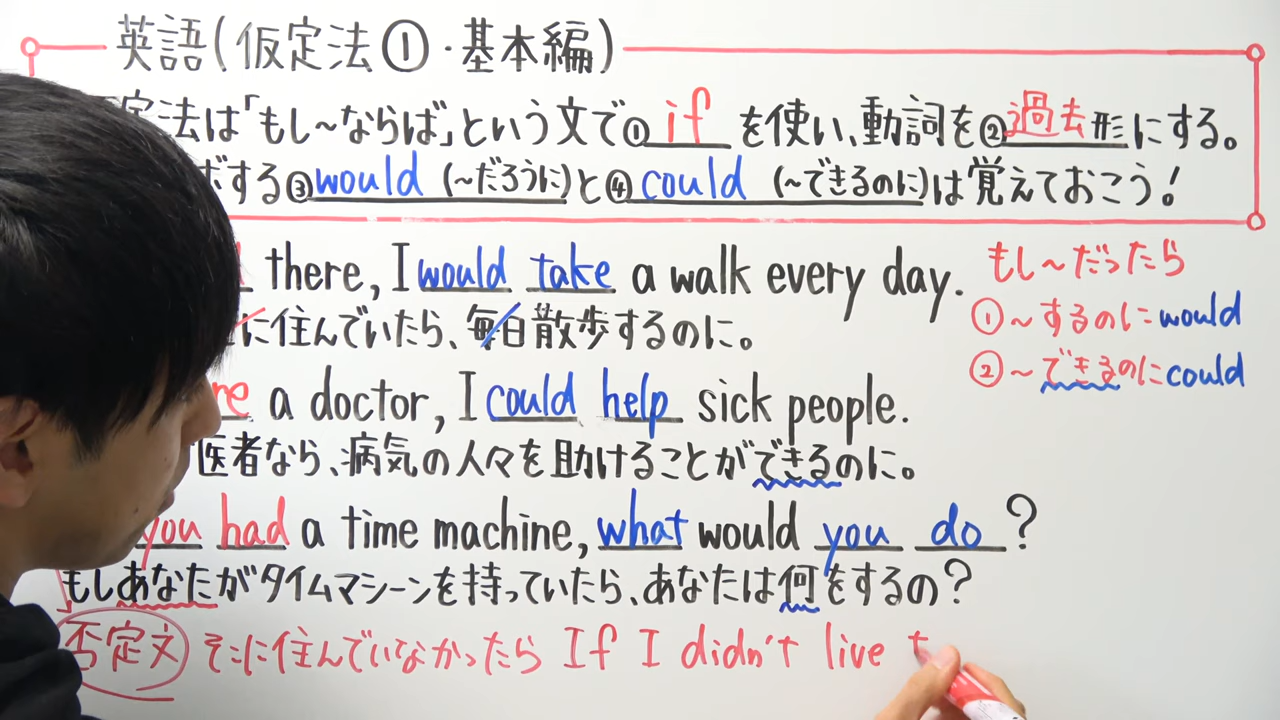 英語(仮定法①・基本編)
定法は「もし～ならば」という文で①if を使い、動詞を②過去形にする。
する③would (～だろうに)と④could (～できるのに)は覚えておこう!
there, I would take a walk every day.
に住んでいたら、毎日散歩するのに。
もし～だったら
①～するのにwould
②～できるのにcould
re a doctor, I could help sick people.
医者なら、病気の人々を助けることができるのに。
you had a time machine, what would you do?
もしあなたがタイムマシーンを持っていたら、あなたは何をするの?
否定文 そこに住んでいなかったら If I didn't live t